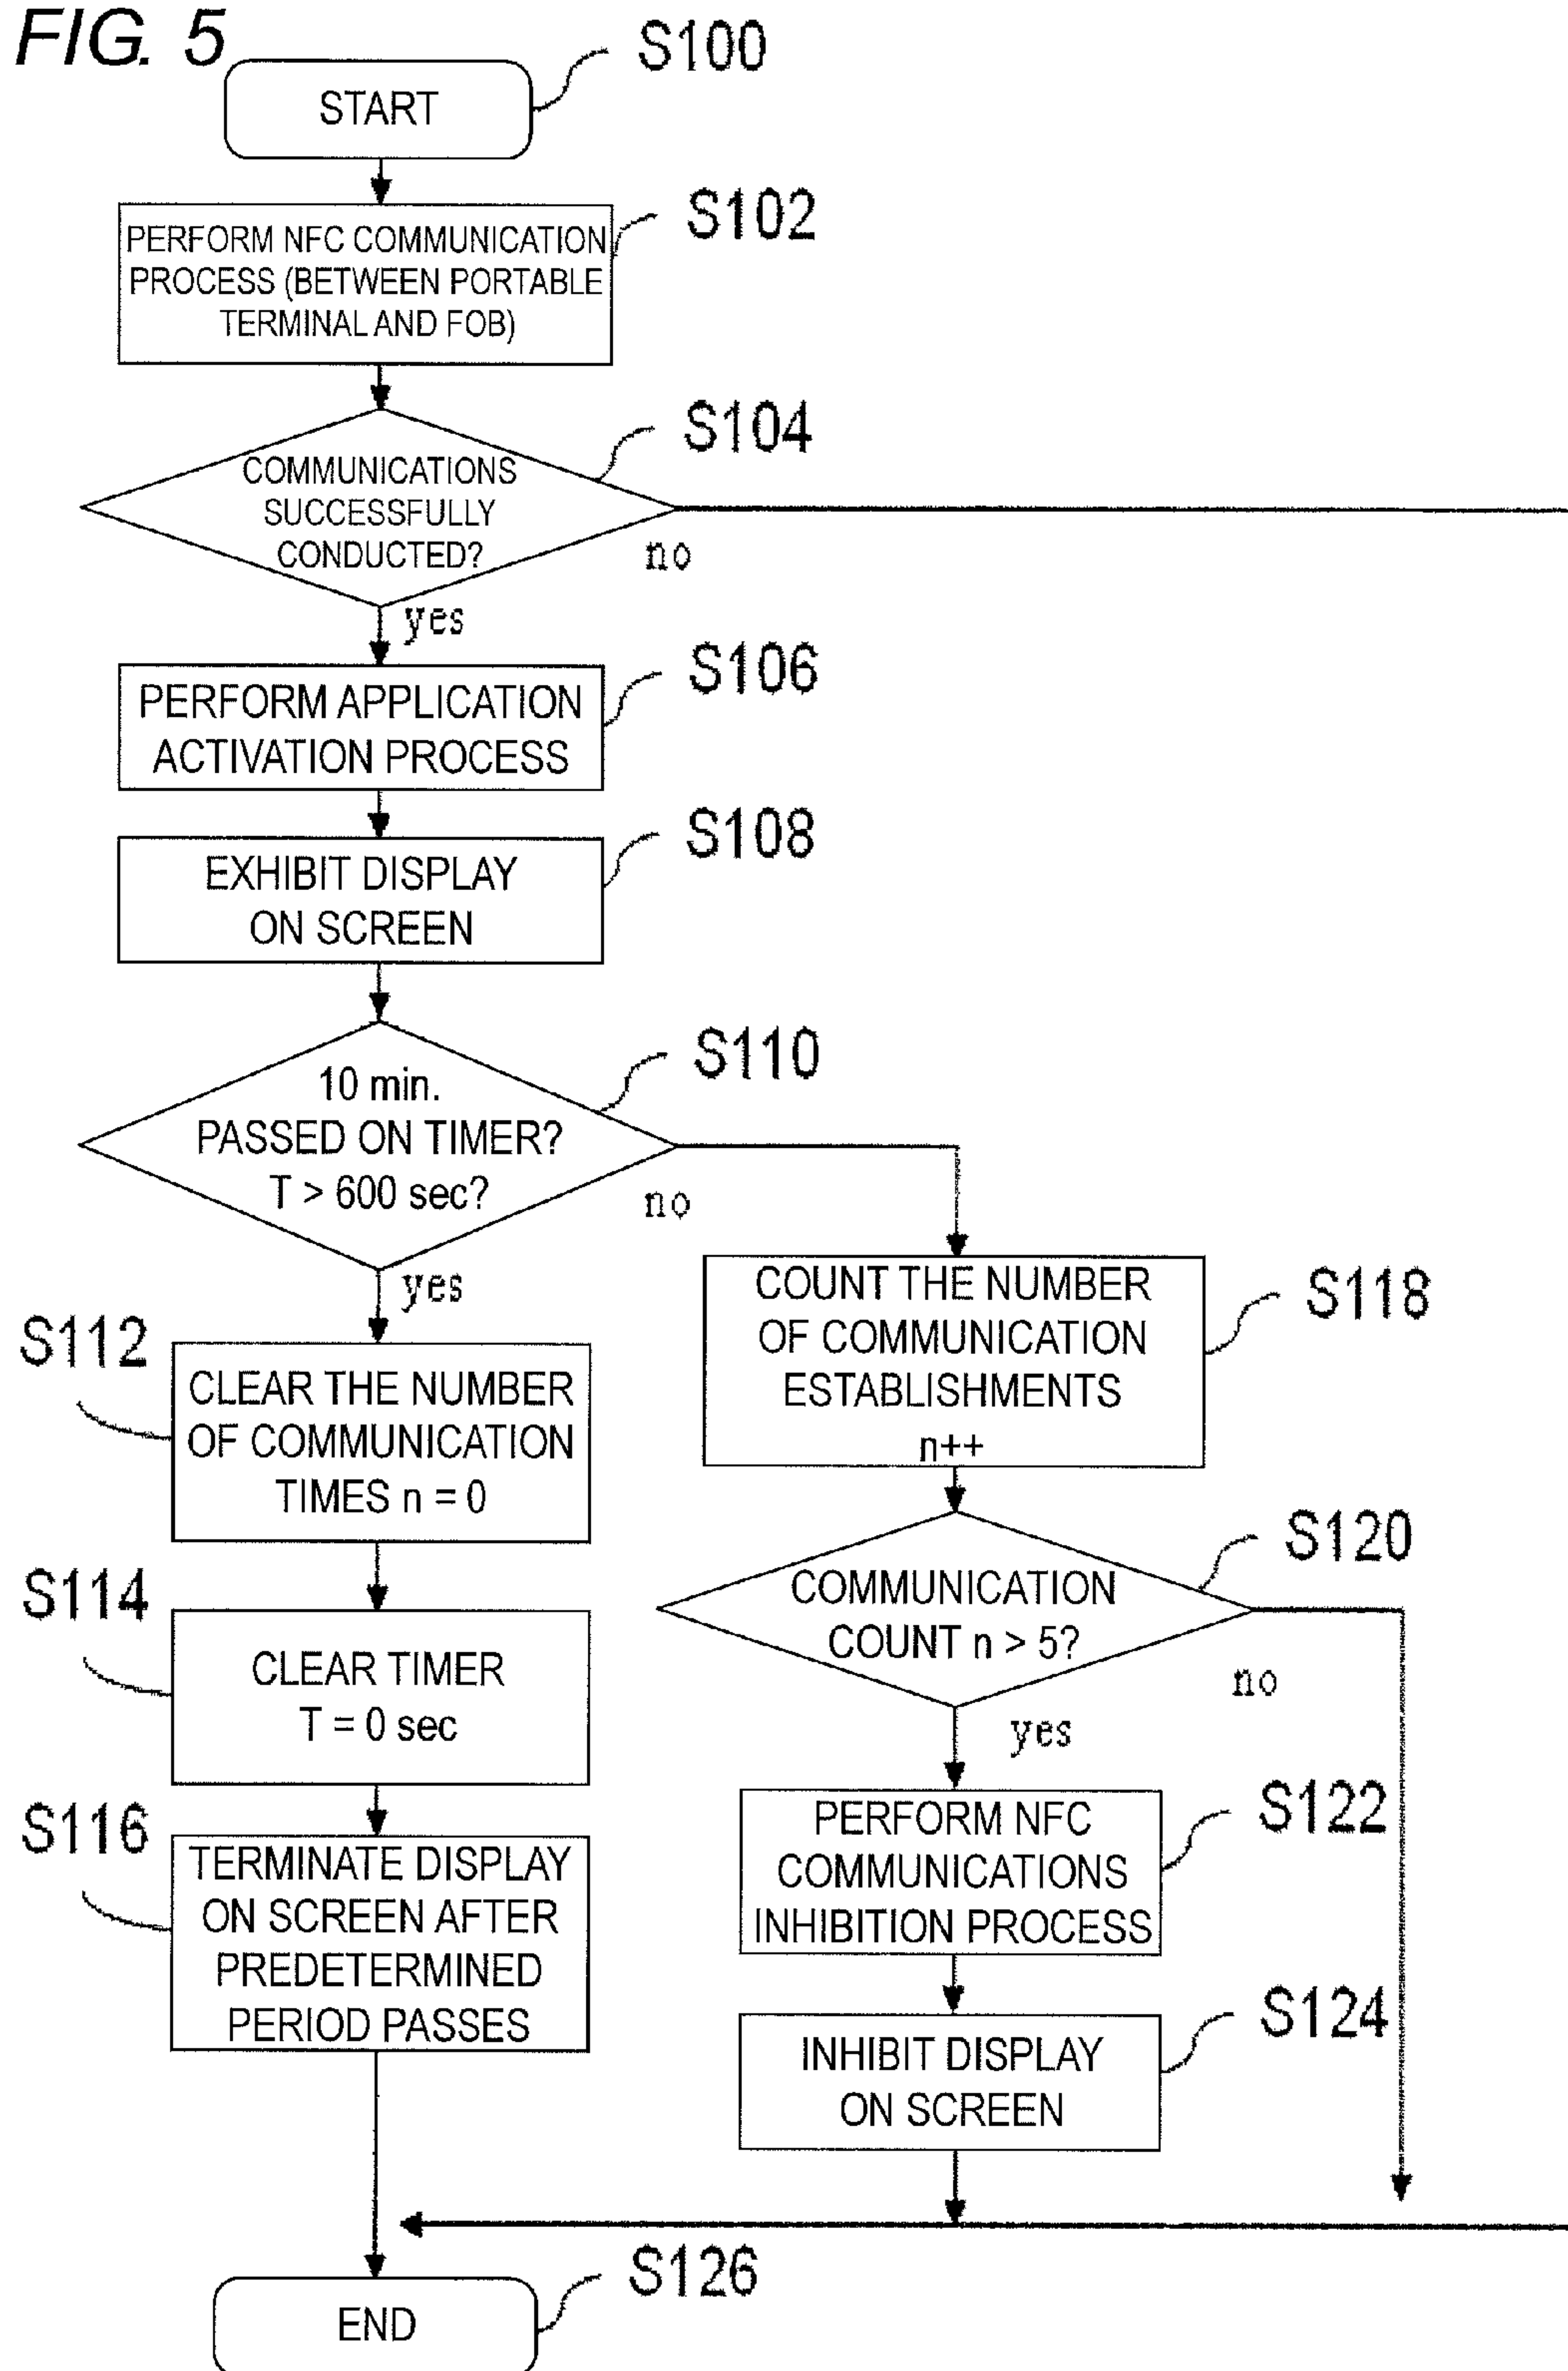 FIG. 5
S100
START
S102
PERFORM NFC COMMUNICATION
PROCESS (BETWEEN PORTABLE
TERMINAL AND FOB)
S104
COMMUNICATIONS
SUCCESSFULLY
CONDUCTED?
no
yes
S106
PERFORM APPLICATION
ACTIVATION PROCESS
S108
EXHIBIT DISPLAY
ON SCREEN
S110
10 min.
PASSED ON TIMER?
T > 600 sec?
no
yes
S112
CLEAR THE NUMBER
OF COMMUNICATION
TIMES n = 0
S114
CLEAR TIMER
T = 0 sec
S116
TERMINATE DISPLAY
ON SCREEN AFTER
PREDETERMINED
PERIOD PASSES
S118
COUNT THE NUMBER
OF COMMUNICATION
ESTABLISHMENTS
n++
S120
COMMUNICATION
COUNT n > 5?
no
yes
S122
PERFORM NFC
COMMUNICATIONS
INHIBITION PROCESS
S124
INHIBIT DISPLAY
ON SCREEN
S126
END